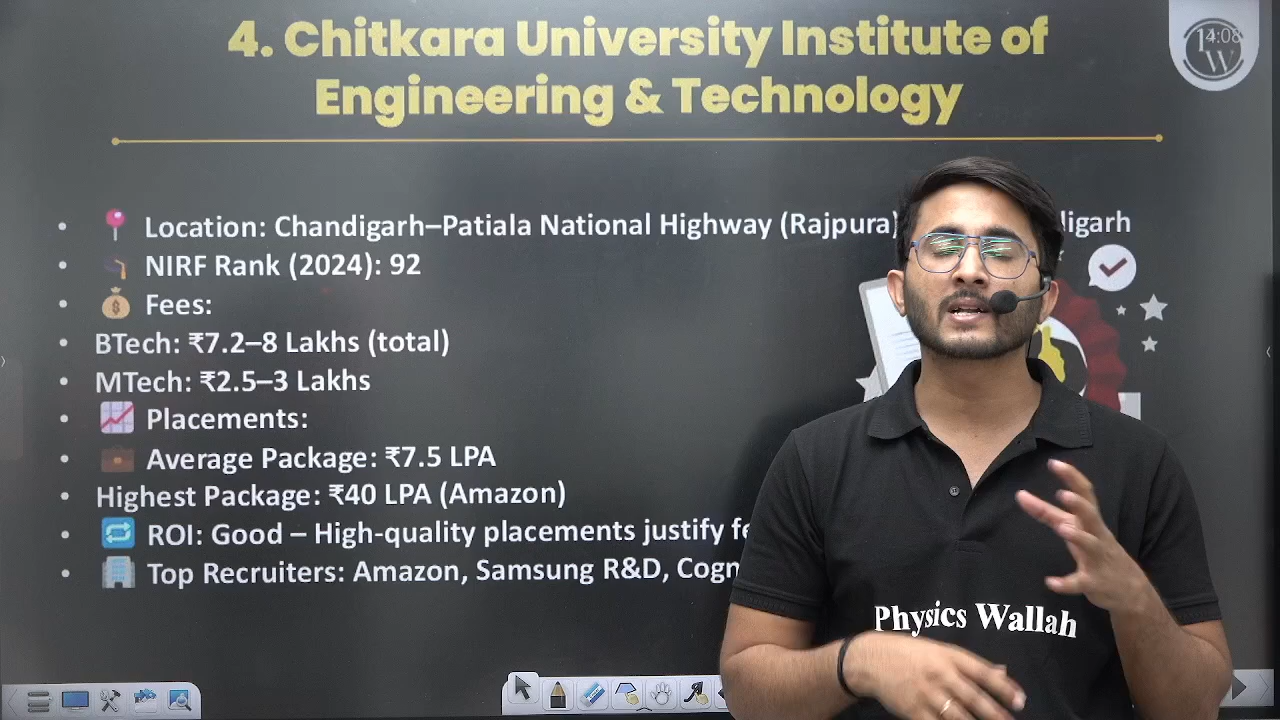 4. Chitkara University Institute of
Engineering & Technology
14:08
W
• Location: Chandigarh–Patiala National Highway (Rajpura)
• NIRF Rank (2024): 92
• Fees:
• BTech: ₹7.2–8 Lakhs (total)
• MTech: ₹2.5–3 Lakhs
• Placements:
• Average Package: ₹7.5 LPA
• Highest Package: ₹40 LPA (Amazon)
• ROI: Good – High-quality placements justify
• Top Recruiters: Amazon, Samsung R&D,
Physics Wallah